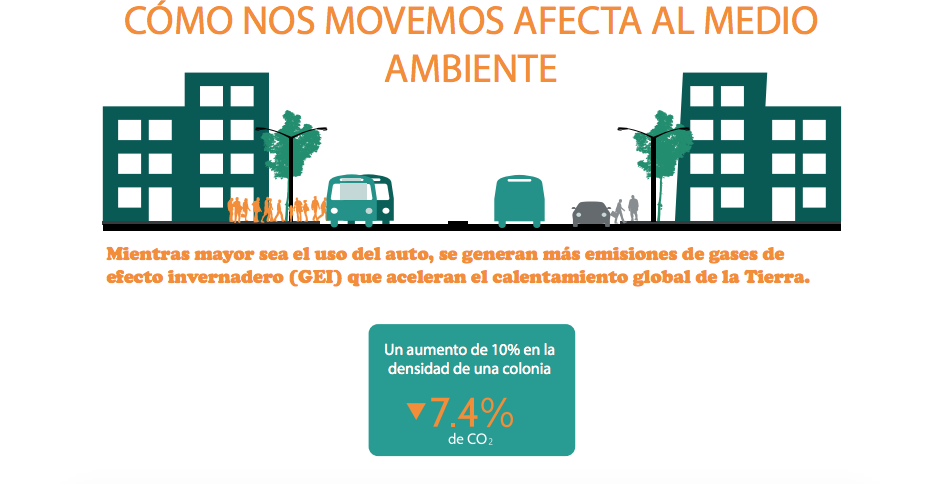 CÓMO NOS MOVEMOS AFECTA AL MEDIO
AMBIENTE
Mientras mayor sea el uso del auto, se generan más emisiones de gases de
efecto invernadero (GEI) que aceleran el calentamiento global de la Tierra.
Un aumento de 10% en la
densidad de una colonia
▼7.4%
de CO₂